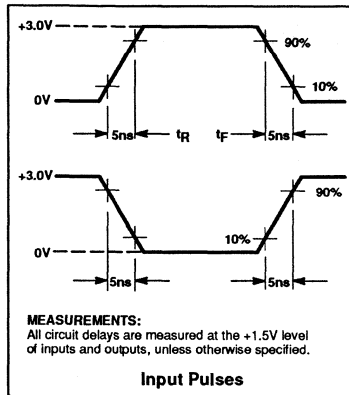 +3.0V
90%
10%
0V
5ns tR tF 5ns
+3.0V
90%
10%
0V
5ns 5ns
MEASUREMENTS:
All circuit delays are measured at the +1.5V level
of inputs and outputs, unless otherwise specified.
Input Pulses